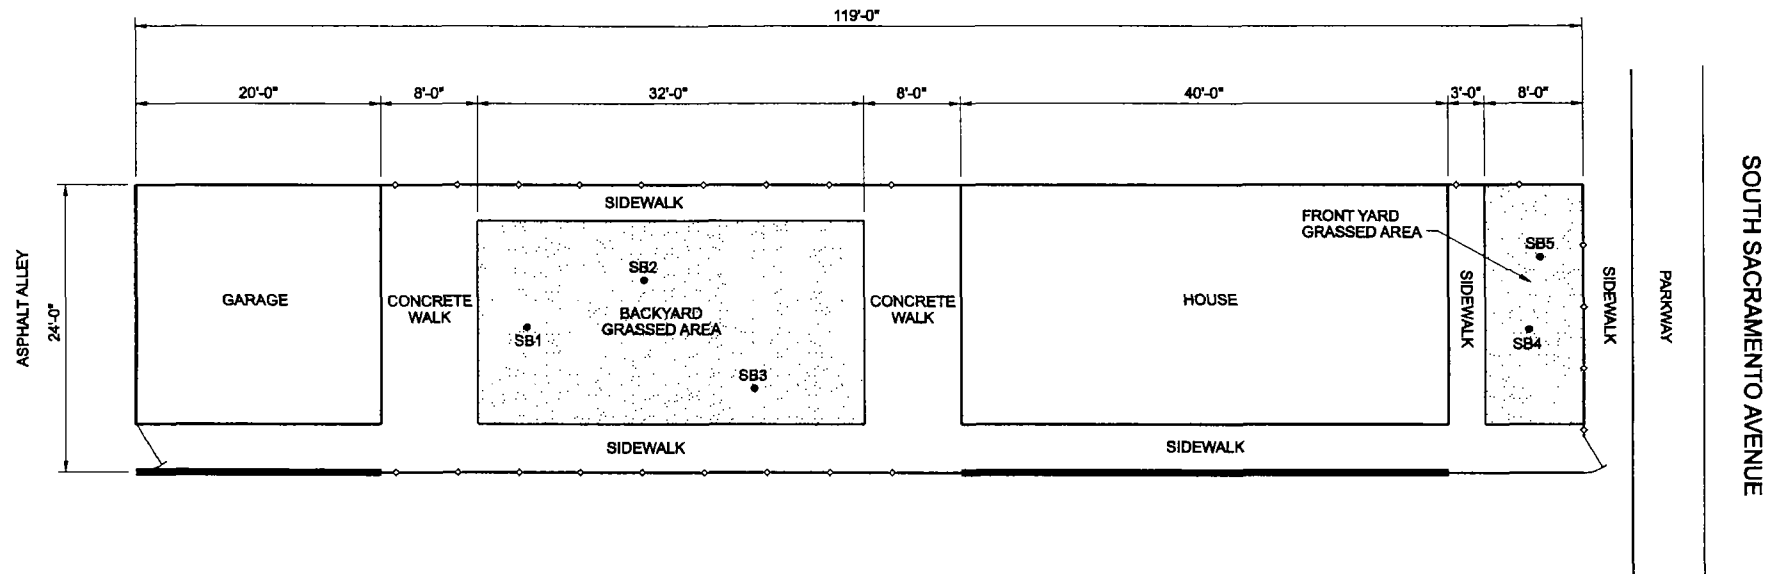 119'-0"
20'-0"
8'-0"
32'-0"
8'-0"
40'-0"
3'-0"
8'-0"
SIDEWALK
FRONT YARD
GRASSED AREA
SB5
SB2
GARAGE
CONCRETE
WALK
BACKYARD
GRASSED AREA
CONCRETE
WALK
HOUSE
SIDEWALK
SIDEWALK
PARKWAY
SOUTH SACRAMENTO AVENUE
ASPHALT ALLEY
24'-0"
SB1
SB4
SB3
SIDEWALK
SIDEWALK